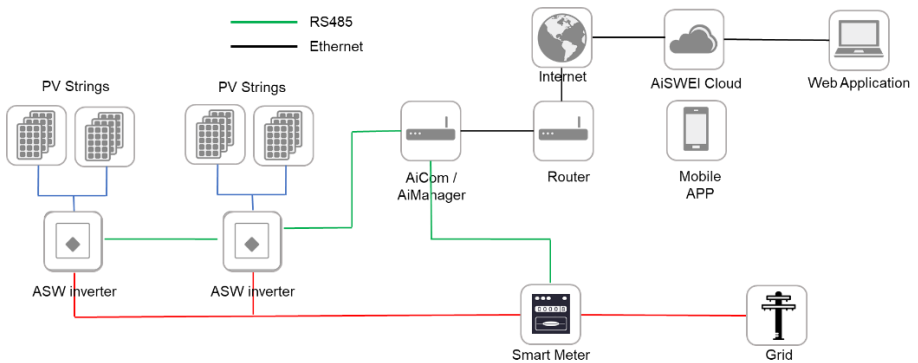 RS485
Ethernet
PV Strings
PV Strings
Internet
AiSWEI Cloud
Web Application
AiCom /
AiManager
Router
Mobile
APP
ASW inverter
ASW inverter
Smart Meter
Grid